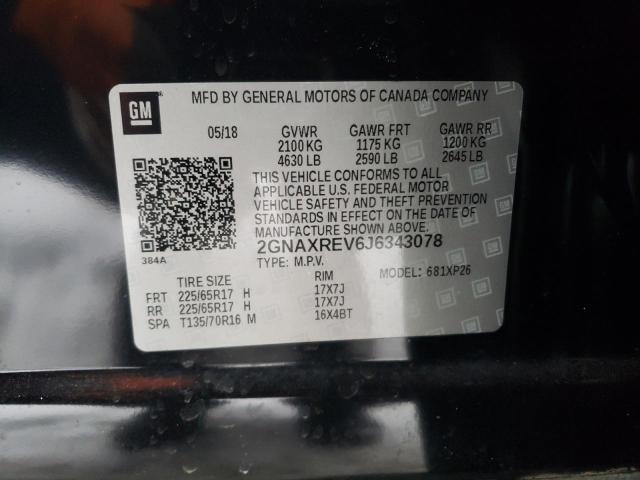 GM
MFD BY GENERAL MOTORS OF CANADA COMPANY
05/18 GVWR GAWR FRT GAWR RR
2100 KG 1175 KG 1200 KG
4630 LB 2590 LB 2645 LB
THIS VEHICLE CONFORMS TO ALL
APPLICABLE U.S. FEDERAL MOTOR
VEHICLE SAFETY AND THEFT PREVENTION
STANDARDS IN EFFECT ON THE DATE OF
MANUFACTURE SHOWN ABOVE.
2GNAXREV6J6343078
384A
TYPE: M.P.V. MODEL: 681XP26
TIRE SIZE RIM
FRT 225/65R17 H 17X7J
RR 225/65R17 H 17X7J
SPA T135/70R16 M 16X4BT